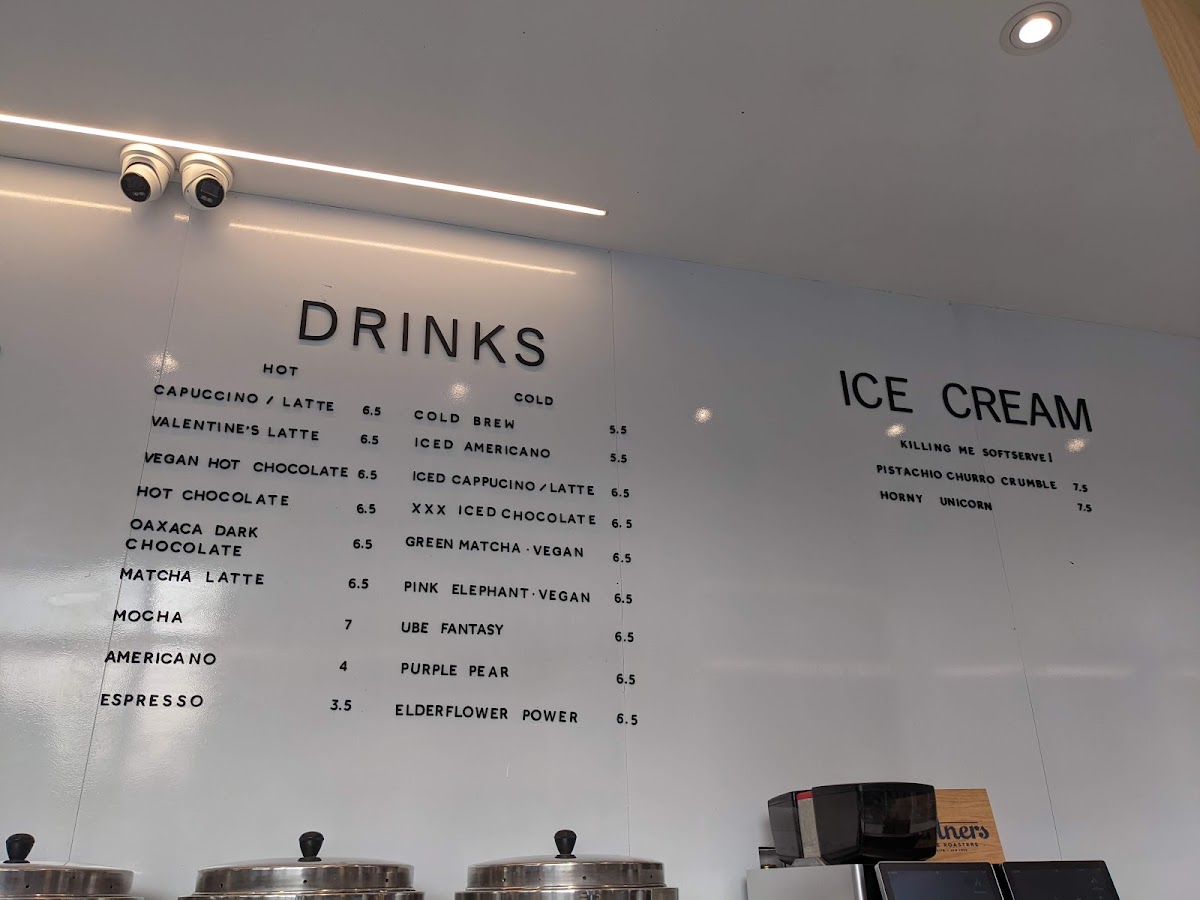 DRINKS
HOT
CAPUCCINO / LATTE 6.5
VALENTINE'S LATTE 6.5
VEGAN HOT CHOCOLATE 6.5
HOT CHOCOLATE 6.5
OAXACA DARK
CHOCOLATE 6.5
MATCHA LATTE 6.5
MOCHA 7
AMERICANO 4
ESPRESSO 3.5
COLD
COLD BREW 5.5
ICED AMERICANO 5.5
ICED CAPPUCINO / LATTE 6.5
XXX ICED CHOCOLATE 6.5
GREEN MATCHA · VEGAN 6.5
PINK ELEPHANT · VEGAN 6.5
UBE FANTASY 6.5
PURPLE PEAR 6.5
ELDERFLOWER POWER 6.5
ICE CREAM
KILLING ME SOFTSERVE!
PISTACHIO CHURRO CRUMBLE 7.5
HORNY UNICORN 7.5
ROASTERS